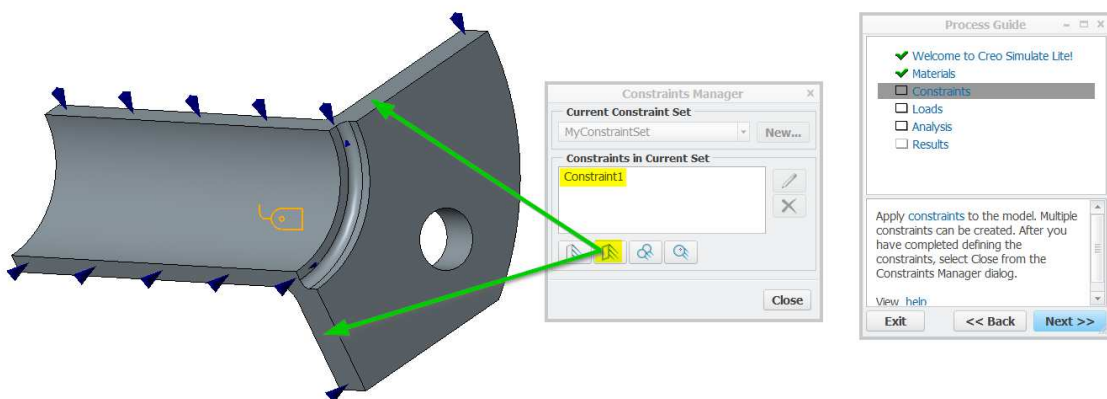 Constraints Manager
Current Constraint Set
MyConstraintSet
New...
Constraints in Current Set
Constraint1
Close
Process Guide
Welcome to Creo Simulate Lite!
Materials
Constraints
Loads
Analysis
Results
Apply constraints to the model. Multiple
constraints can be created. After you
have completed defining the
constraints, select Close from the
Constraints Manager dialog.
View help
Exit
<< Back
Next >>